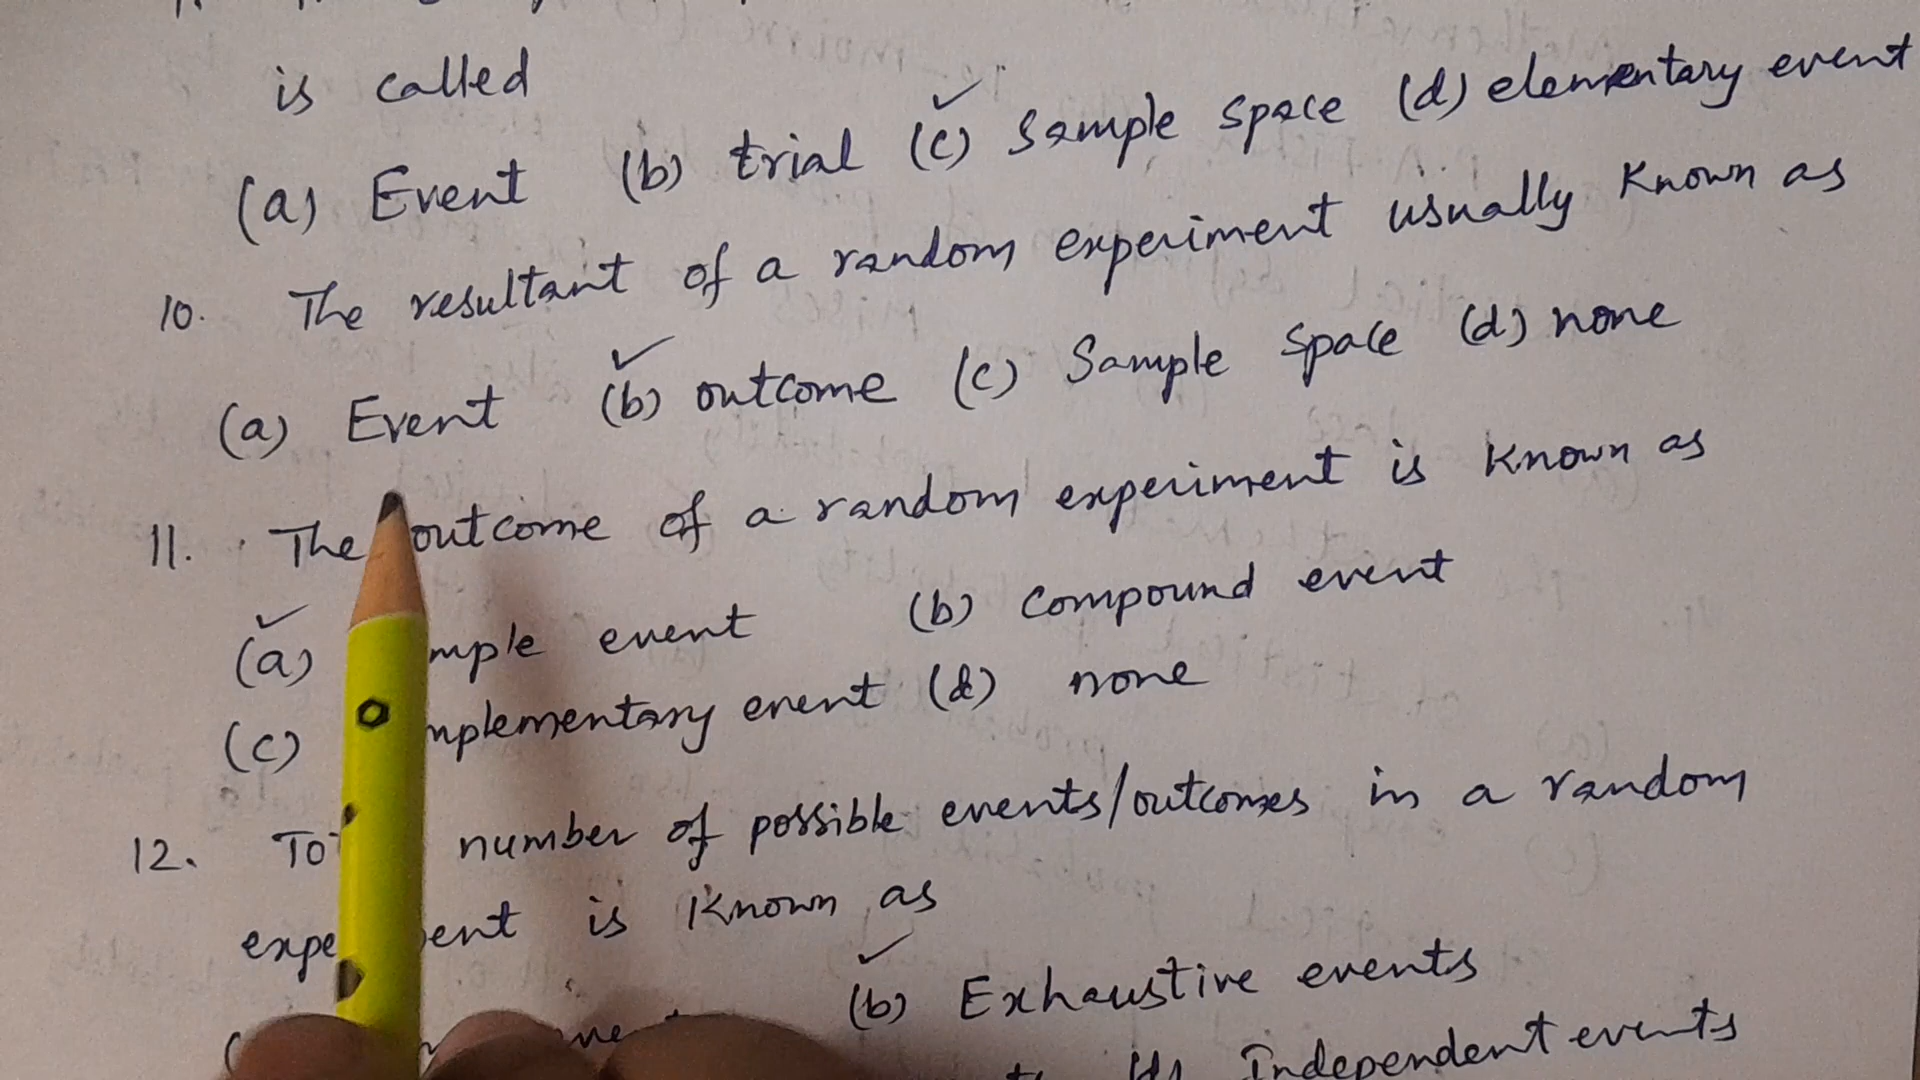 is called
(a) Event (b) trial (c) Sample space (d) elementary event
10. The resultant of a random experiment usually known as
(a) Event (b) outcome (c) Sample space (d) none
11. The outcome of a random experiment is known as
(a) mple event (b) compound event
(c) mplementary event (d) none
12. To number of possible events/outcomes in a random
expe ent is known as
(b) Exhaustive events
(d) Independent events